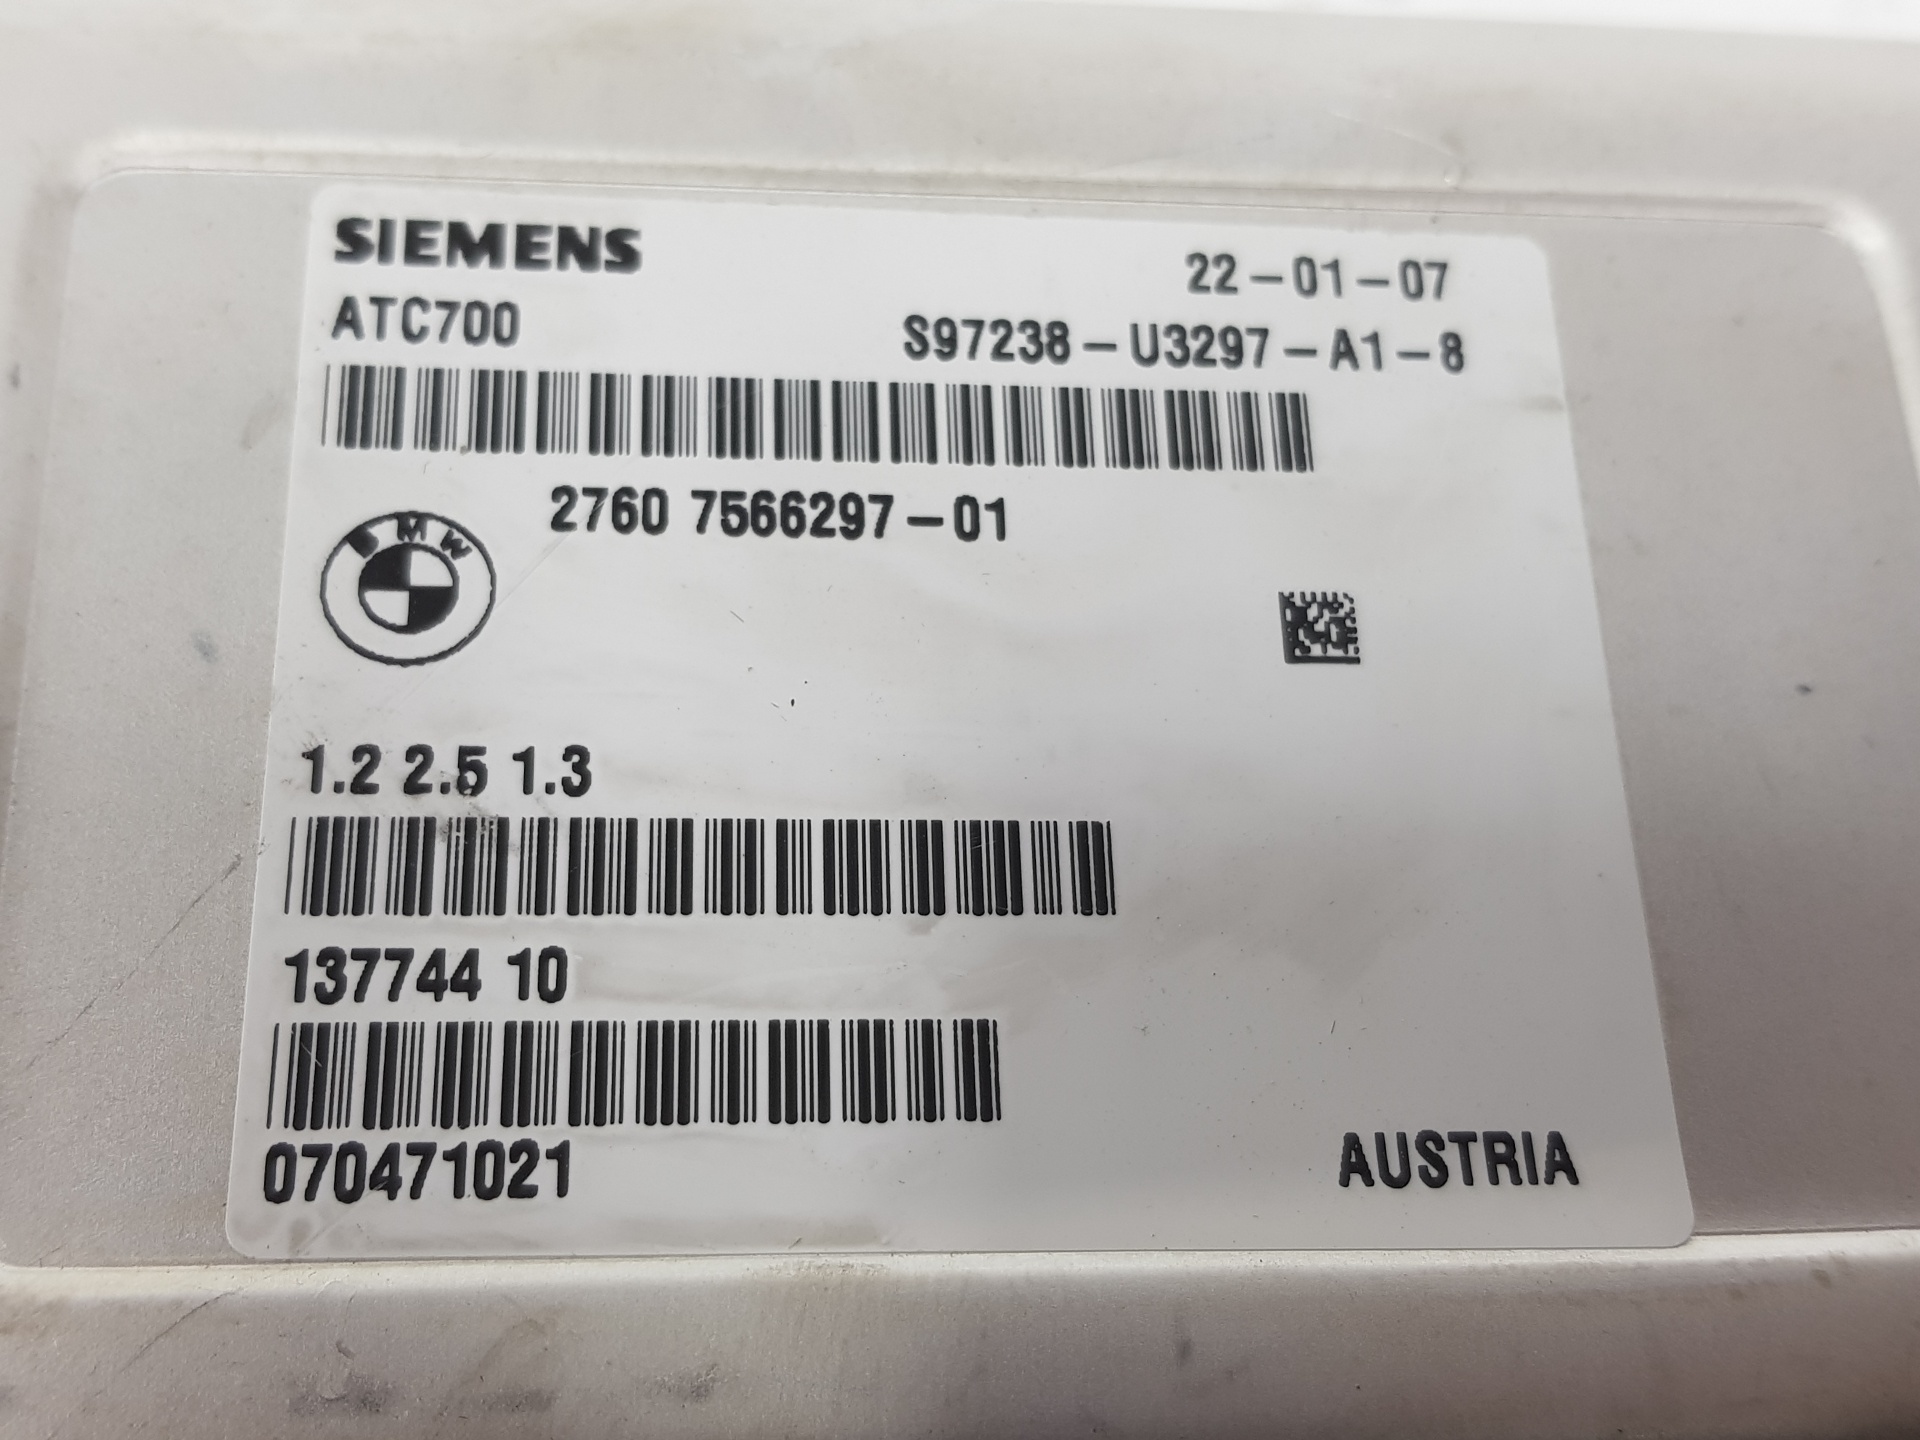 SIEMENS
22-01-07
ATC700
S97238-U3297-A1-8
2760 7566297-01
BMW
1.2 2.5 1.3
137744 10
070471021
AUSTRIA